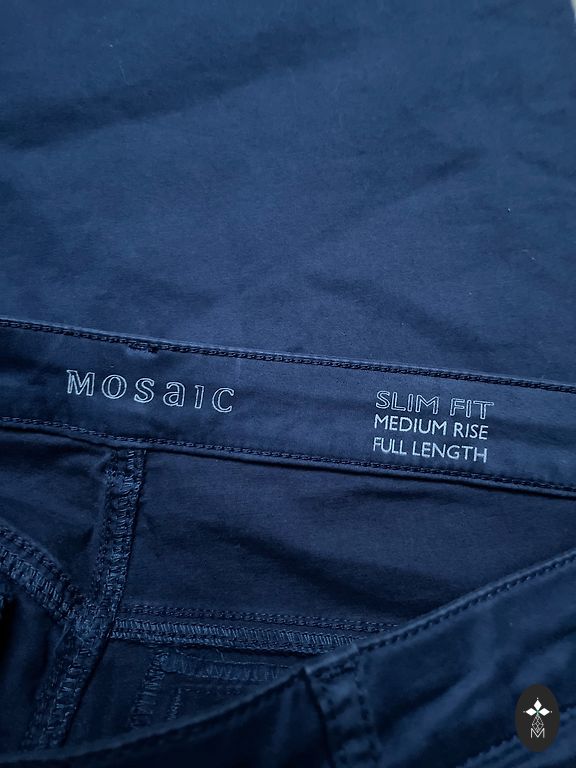 Mosaic
SLIM FIT
MEDIUM RISE
FULL LENGTH
M